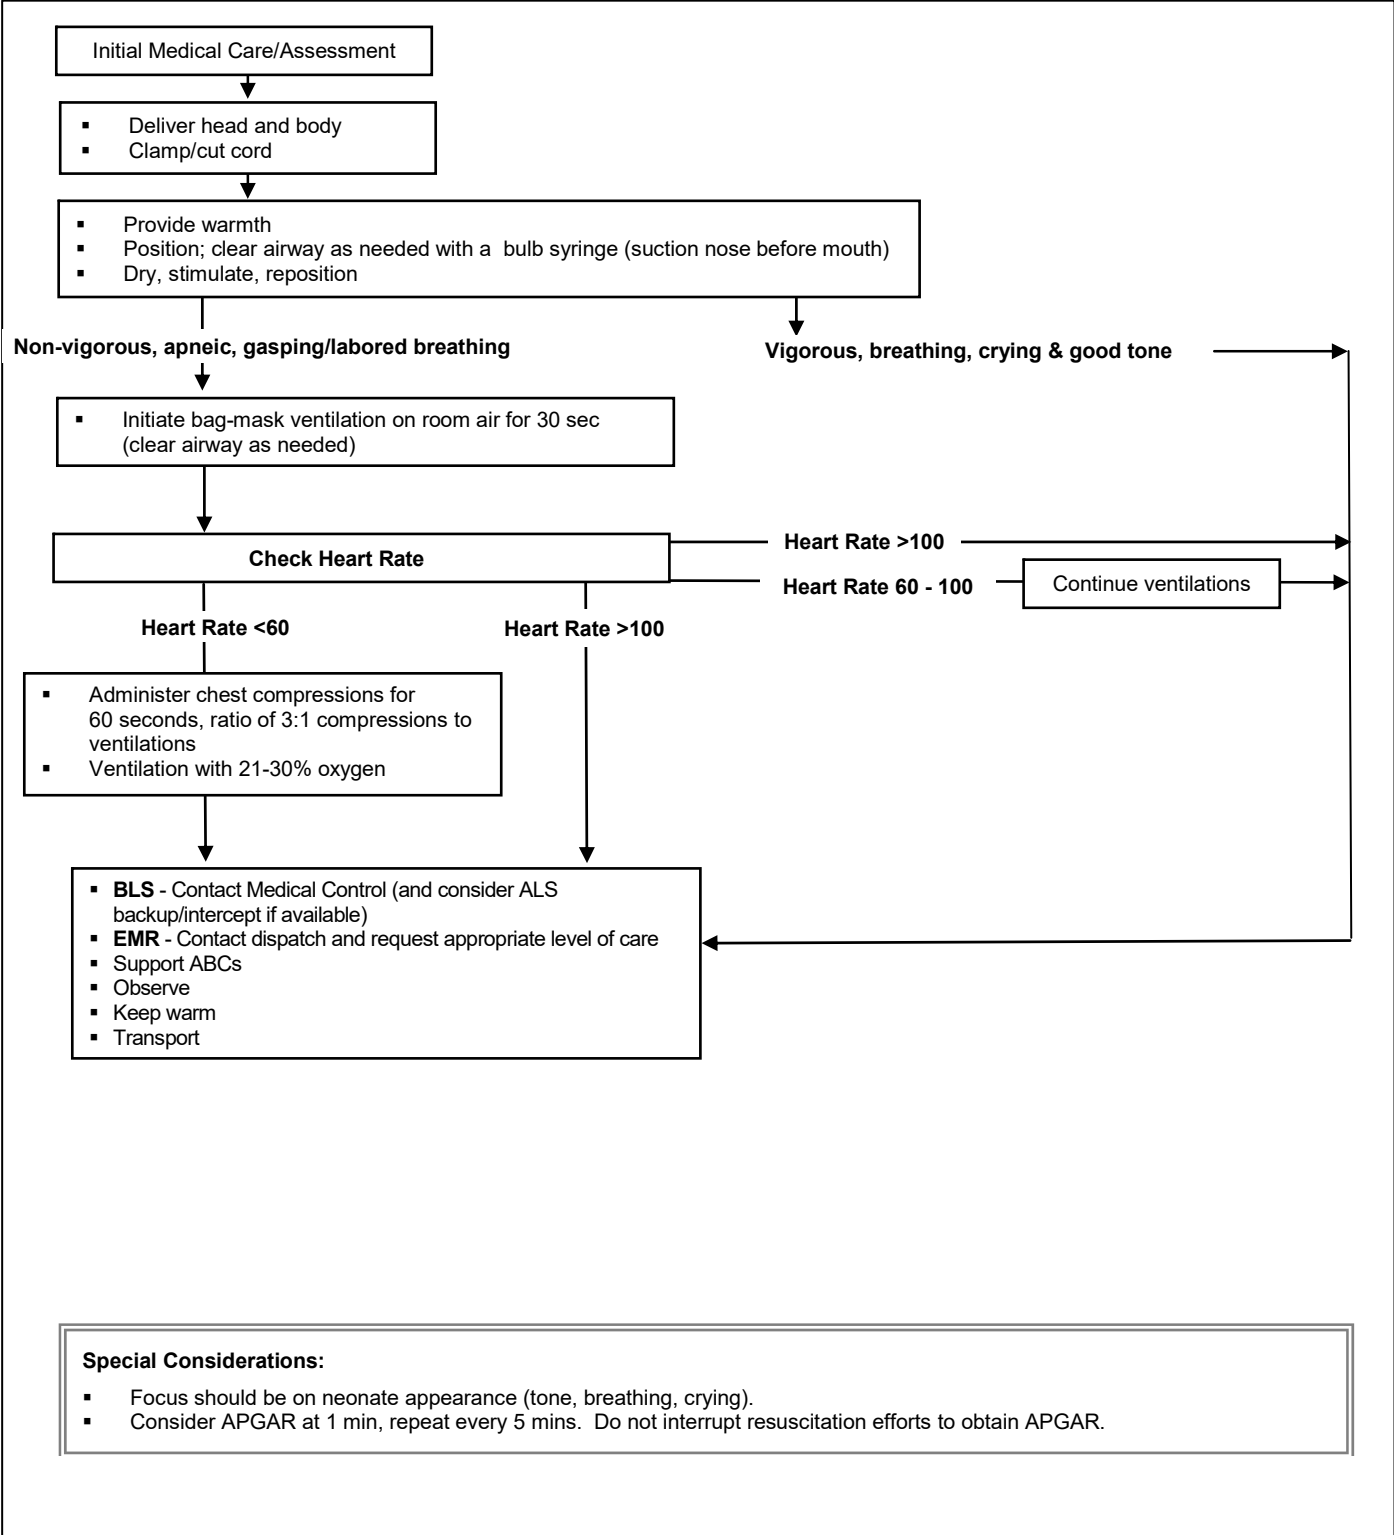 Initial Medical Care/Assessment
▪ Deliver head and body
▪ Clamp/cut cord
▪ Provide warmth
▪ Position; clear airway as needed with a bulb syringe (suction nose before mouth)
▪ Dry, stimulate, reposition
Non-vigorous, apneic, gasping/labored breathing
Vigorous, breathing, crying & good tone
▪ Initiate bag-mask ventilation on room air for 30 sec
(clear airway as needed)
Check Heart Rate
Heart Rate >100
Heart Rate 60 - 100
Continue ventilations
Heart Rate <60
Heart Rate >100
▪ Administer chest compressions for
60 seconds, ratio of 3:1 compressions to
ventilations
▪ Ventilation with 21-30% oxygen
▪ BLS - Contact Medical Control (and consider ALS
backup/intercept if available)
▪ EMR - Contact dispatch and request appropriate level of care
▪ Support ABCs
▪ Observe
▪ Keep warm
▪ Transport
Special Considerations:
▪ Focus should be on neonate appearance (tone, breathing, crying).
▪ Consider APGAR at 1 min, repeat every 5 mins. Do not interrupt resuscitation efforts to obtain APGAR.